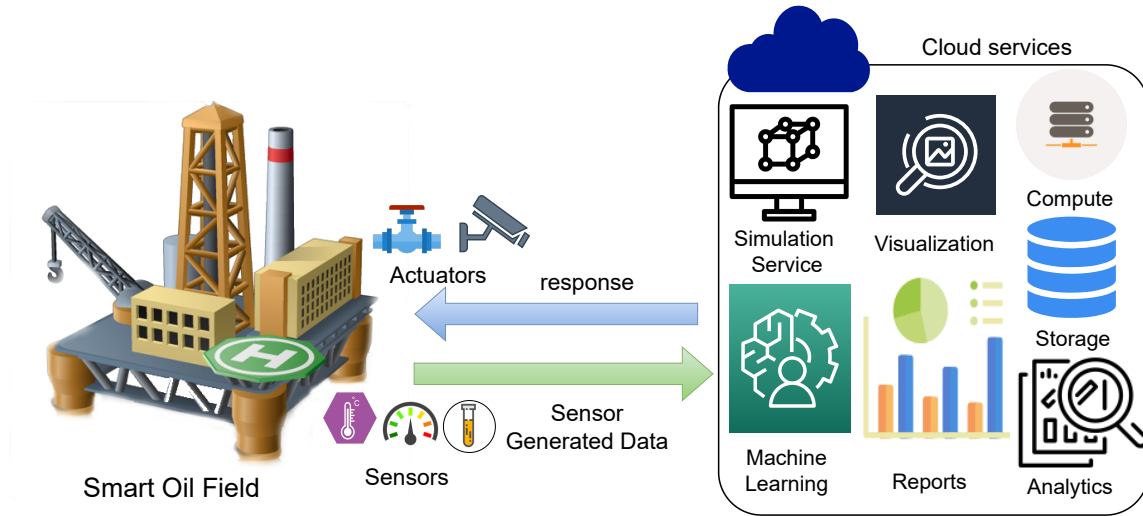 Cloud services
Compute
Simulation
Service
Visualization
Actuators
response
Storage
°C
Sensor
Generated Data
Sensors
Smart Oil Field
H
Machine
Learning
Reports
Analytics